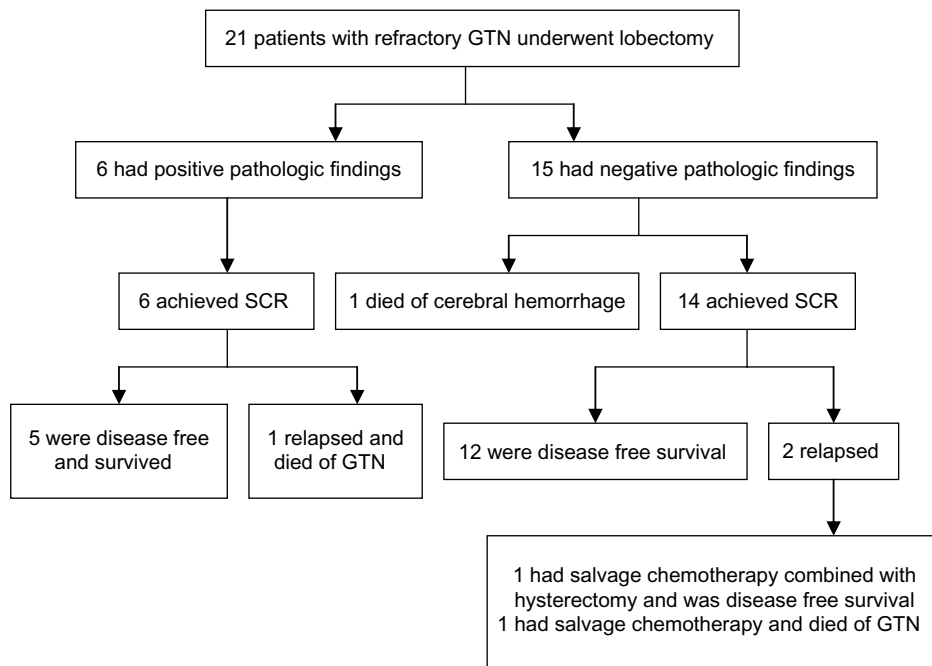 21 patients with refractory GTN underwent lobectomy
6 had positive pathologic findings
15 had negative pathologic findings
6 achieved SCR
1 died of cerebral hemorrhage
14 achieved SCR
5 were disease free
and survived
1 relapsed and
died of GTN
12 were disease free survival
2 relapsed
1 had salvage chemotherapy combined with
hysterectomy and was disease free survival
1 had salvage chemotherapy and died of GTN